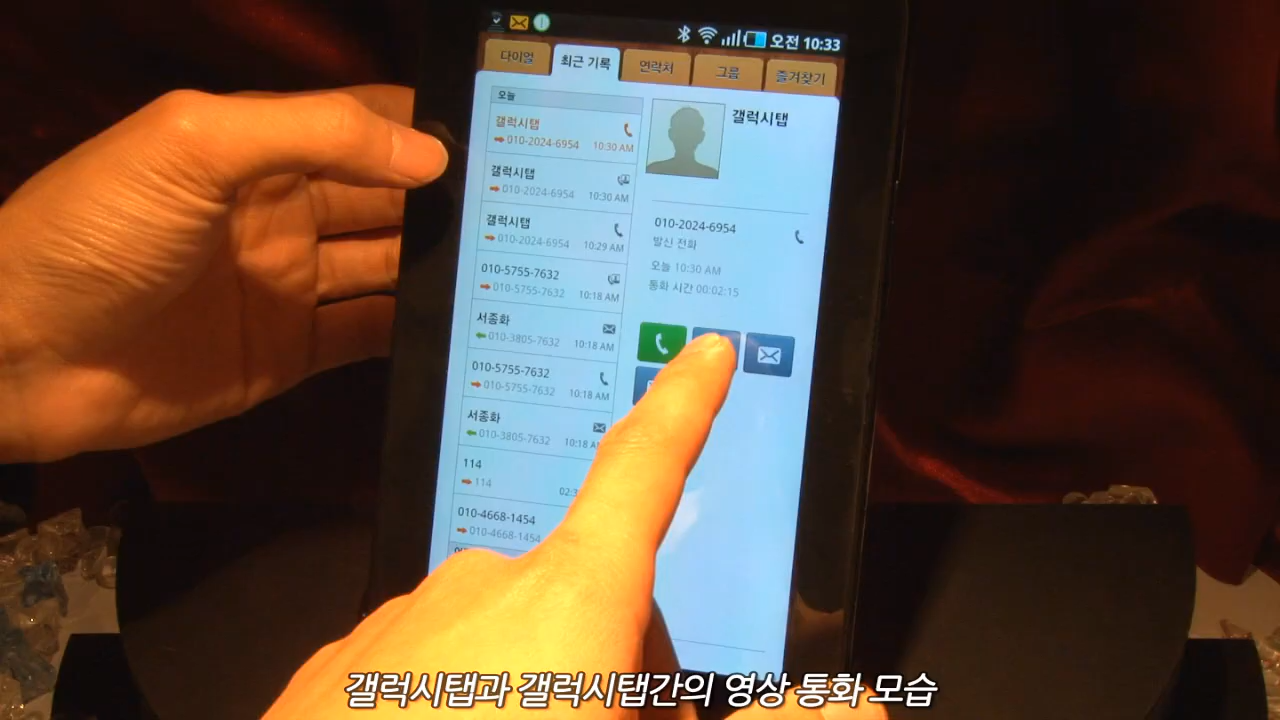 오전 10:33
다이얼 최근 기록 연락처 그룹 즐겨찾기
오늘
갤럭시탭
010-2024-6954 10:30 AM
갤럭시탭
010-2024-6954 10:30 AM
갤럭시탭
010-2024-6954 10:29 AM
010-5755-7632
010-5755-7632 10:18 AM
서종화
010-3805-7632 10:18 AM
010-5755-7632
010-5755-7632 10:18 AM
서종화
010-3805-7632 10:18 AM
114
114 02:3
010-4668-1454
010-4668-1454
갤럭시탭
010-2024-6954
발신 전화
오늘 10:30 AM
통화 시간 00:02:15
갤럭시탭과 갤럭시탭간의 영상 통화 모습